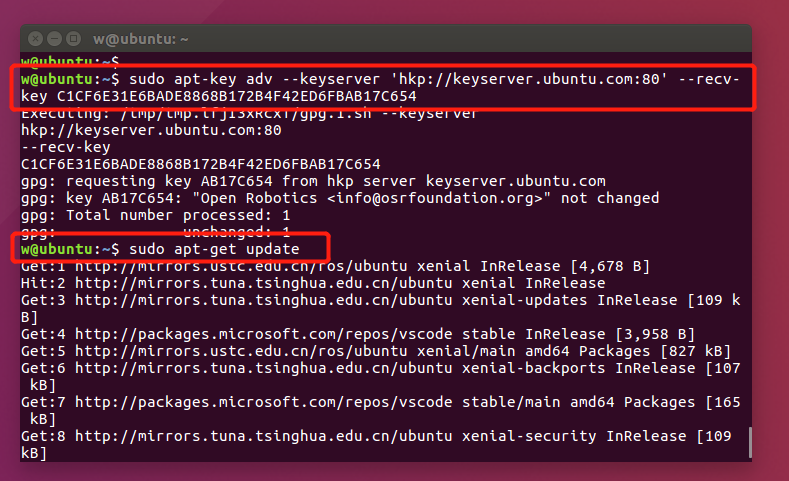 w@ubuntu: ~
w@ubuntu:~$
w@ubuntu:~$ sudo apt-key adv --keyserver 'hkp://keyserver.ubuntu.com:80' --recv-
key C1CF6E31E6BADE8868B172B4F42ED6FBAB17C654
Executing: /tmp/tmp.lrjI3xRcxT/gpg.1.sh --keyserver
hkp://keyserver.ubuntu.com:80
--recv-key
C1CF6E31E6BADE8868B172B4F42ED6FBAB17C654
gpg: requesting key AB17C654 from hkp server keyserver.ubuntu.com
gpg: key AB17C654: "Open Robotics <info@osrfoundation.org>" not changed
gpg: Total number processed: 1
gpg: unchanged: 1
w@ubuntu:~$ sudo apt-get update
Get:1 http://mirrors.ustc.edu.cn/ros/ubuntu xenial InRelease [4,678 B]
Hit:2 http://mirrors.tuna.tsinghua.edu.cn/ubuntu xenial InRelease
Get:3 http://mirrors.tuna.tsinghua.edu.cn/ubuntu xenial-updates InRelease [109 k
B]
Get:4 http://packages.microsoft.com/repos/vscode stable InRelease [3,958 B]
Get:5 http://mirrors.ustc.edu.cn/ros/ubuntu xenial/main amd64 Packages [827 kB]
Get:6 http://mirrors.tuna.tsinghua.edu.cn/ubuntu xenial-backports InRelease [107
 kB]
Get:7 http://packages.microsoft.com/repos/vscode stable/main amd64 Packages [165
 kB]
Get:8 http://mirrors.tuna.tsinghua.edu.cn/ubuntu xenial-security InRelease [109
kB]